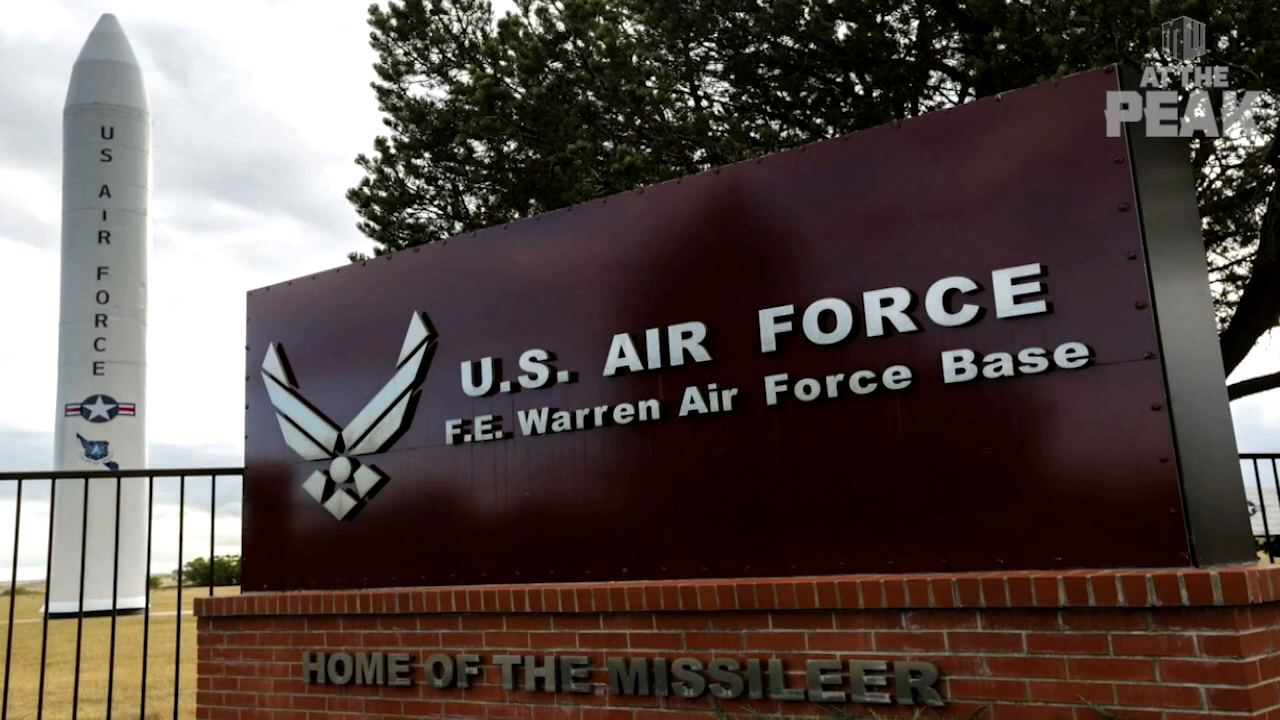 US AIR FORCE
AT THE
PEAK
U.S. AIR FORCE
F.E. Warren Air Force Base
HOME OF THE MISSILEER